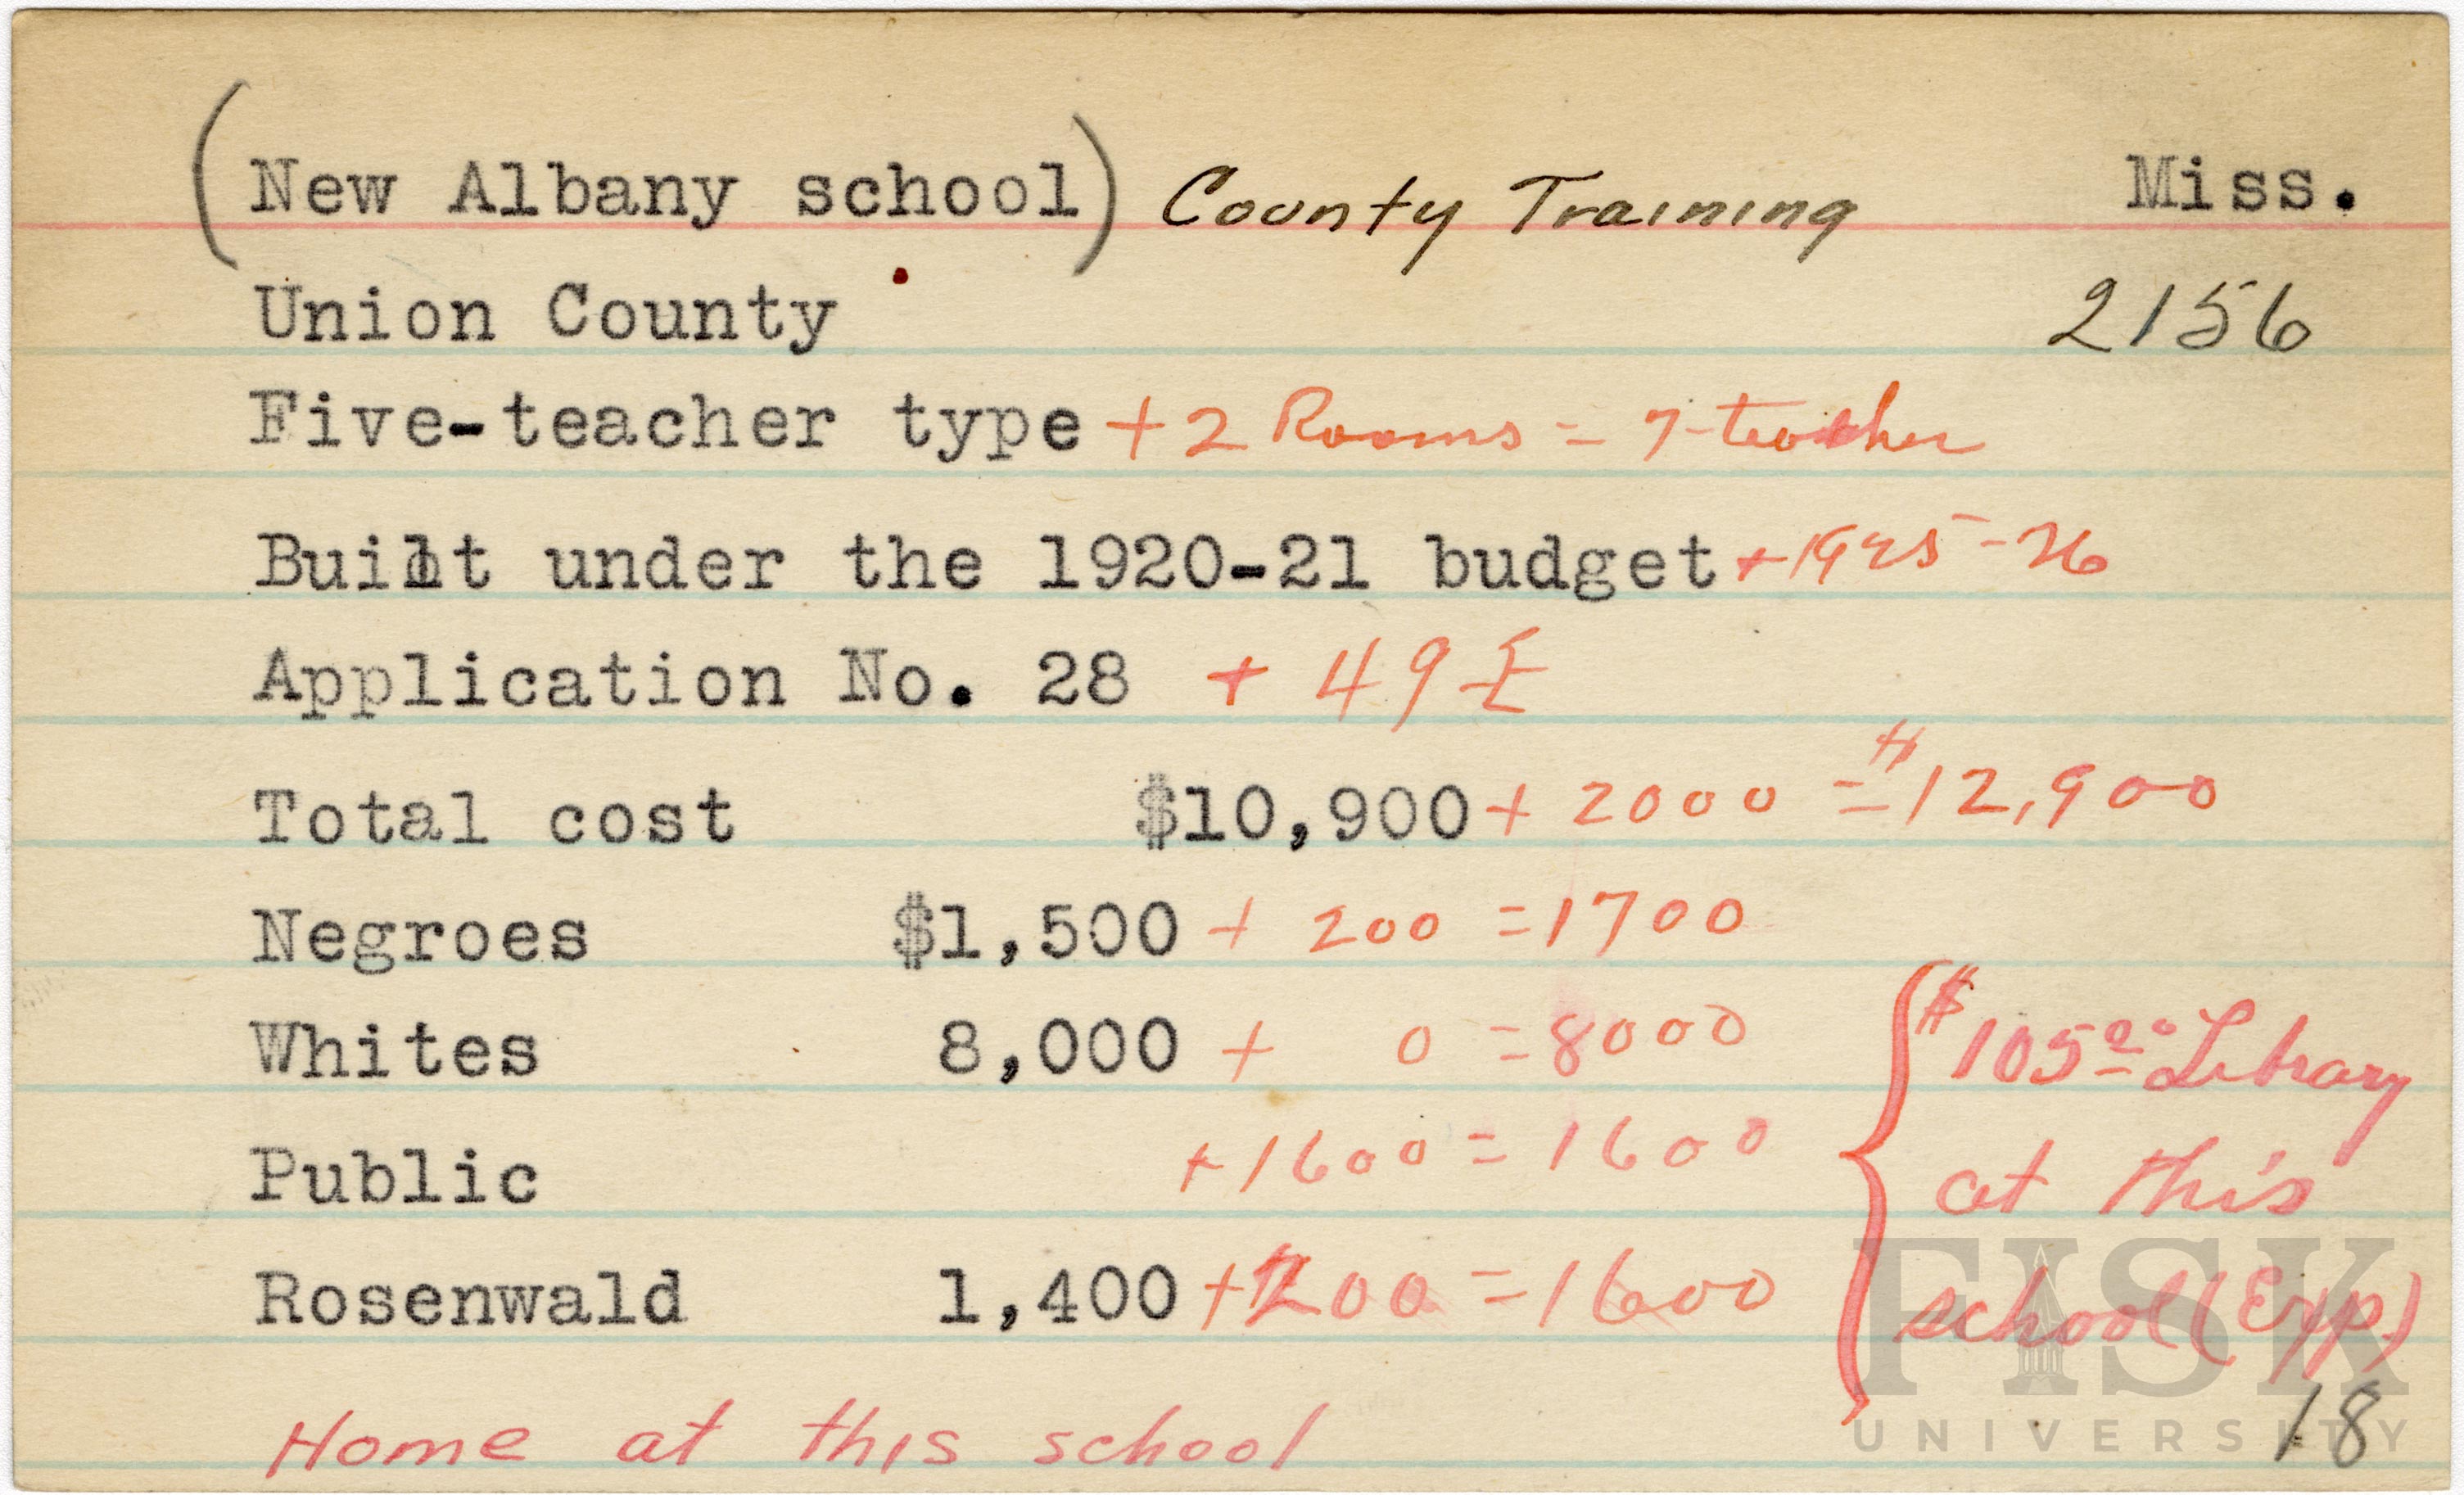 (New Albany school) County Training Miss.
Union County 2156
Five-teacher type + 2 Rooms = 7-teacher
Built under the 1920-21 budget + 1925-26
Application No. 28 + 49 E
Total cost $10,900 + 2000 = $12,900
Negroes $1,500 + 200 = 1700
Whites 8,000 + 0 = 8000
Public +1600 = 1600
Rosenwald 1,400 + 200 = 1600
{ $105.00 Library
at this
school (Exp)
Home at this school
18
FISK
UNIVERSITY